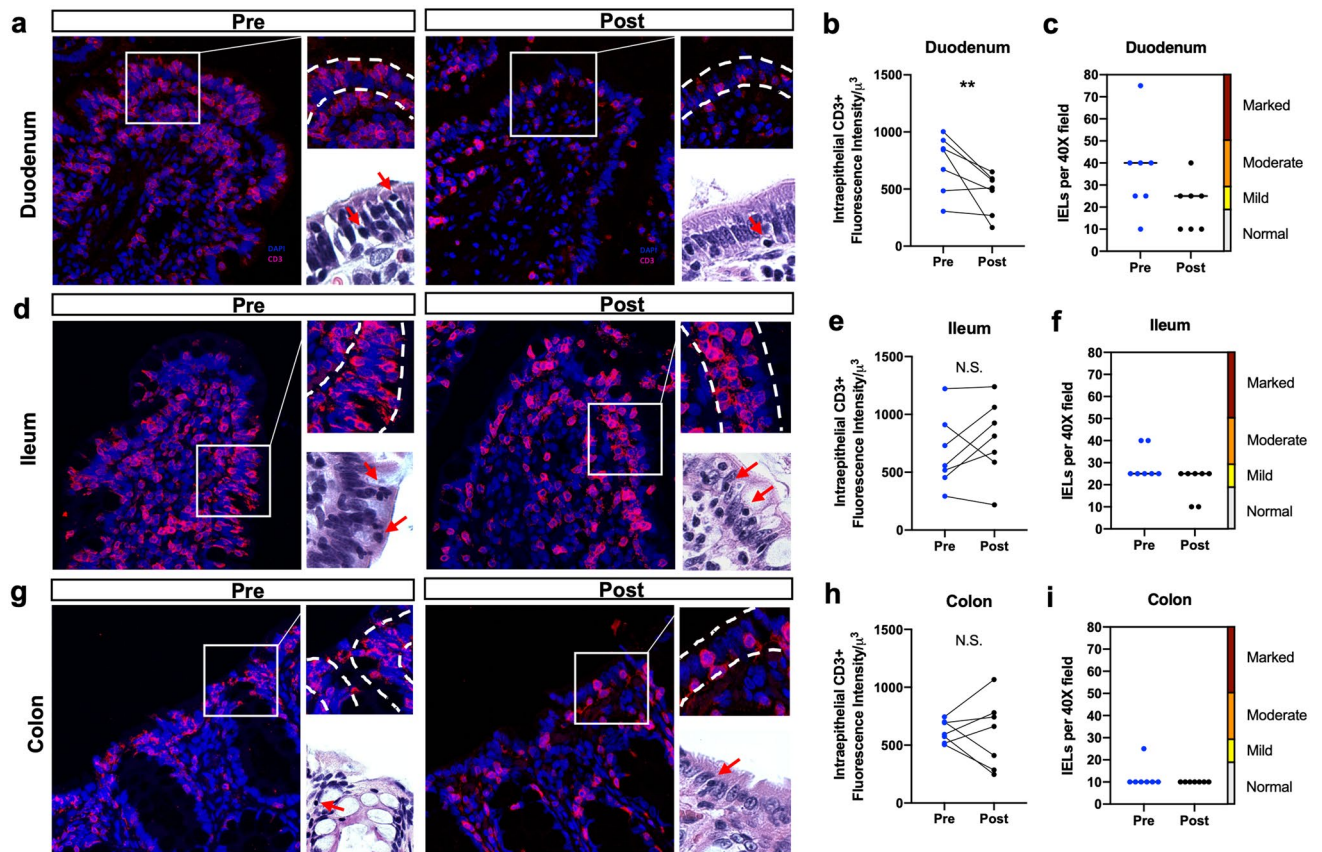 a
Pre
Post
Duodenum
DAPI
CD3
DAPI
CD3
b
Duodenum
Intraepithelial CD3+
Fluorescence Intensity/μ³
1500
1000
500
0
**
Pre
Post
c
Duodenum
IELs per 40X field
80
70
60
50
40
30
20
10
0
Pre
Post
Marked
Moderate
Mild
Normal
d
Pre
Post
Ileum
e
Ileum
Intraepithelial CD3+
Fluorescence Intensity/μ³
1500
1000
500
0
N.S.
Pre
Post
f
Ileum
IELs per 40X field
80
70
60
50
40
30
20
10
0
Pre
Post
Marked
Moderate
Mild
Normal
g
Pre
Post
Colon
h
Colon
Intraepithelial CD3+
Fluorescence Intensity/μ³
1500
1000
500
0
N.S.
Pre
Post
i
Colon
IELs per 40X field
80
70
60
50
40
30
20
10
0
Pre
Post
Marked
Moderate
Mild
Normal